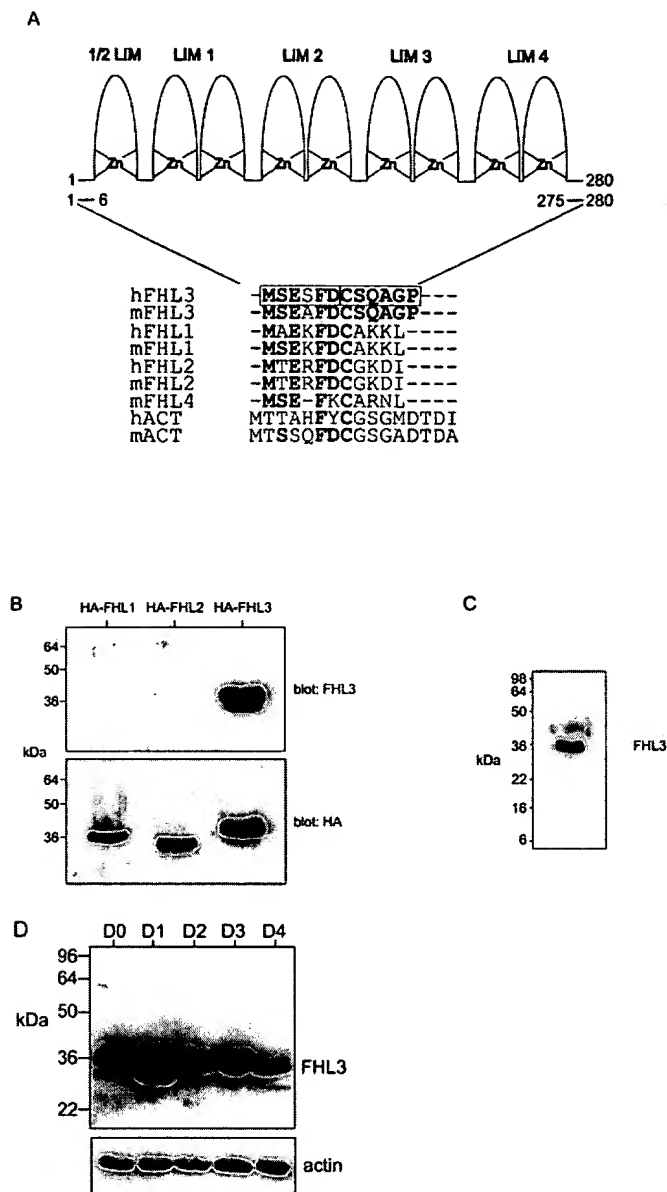 A
1/2 LIM LIM 1 LIM 2 LIM 3 LIM 4
Zn Zn Zn Zn Zn Zn Zn Zn Zn
1 280
1 6 275 280
hFHL3 -MSESFDCSQAGP----
mFHL3 -MSEAFDCSQAGP----
hFHL1 -MAEKFDCAKKL-----
mFHL1 -MSEKFDCAKKL-----
hFHL2 -MTERFDCGKDI-----
mFHL2 -MTERFDCGKDI-----
mFHL4 -MSE-FKCARNL-----
hACT MTTAHFYCGSGMDTDI
mACT MTSSQFDCGSGADTDA
B
HA-FHL1 HA-FHL2 HA-FHL3
64
50
36
blot: FHL3
kDa
64
50
36
blot: HA
C
98
64
50
36
22
16
6
kDa
FHL3
D
D0 D1 D2 D3 D4
96
64
50
kDa
36
22
FHL3
actin